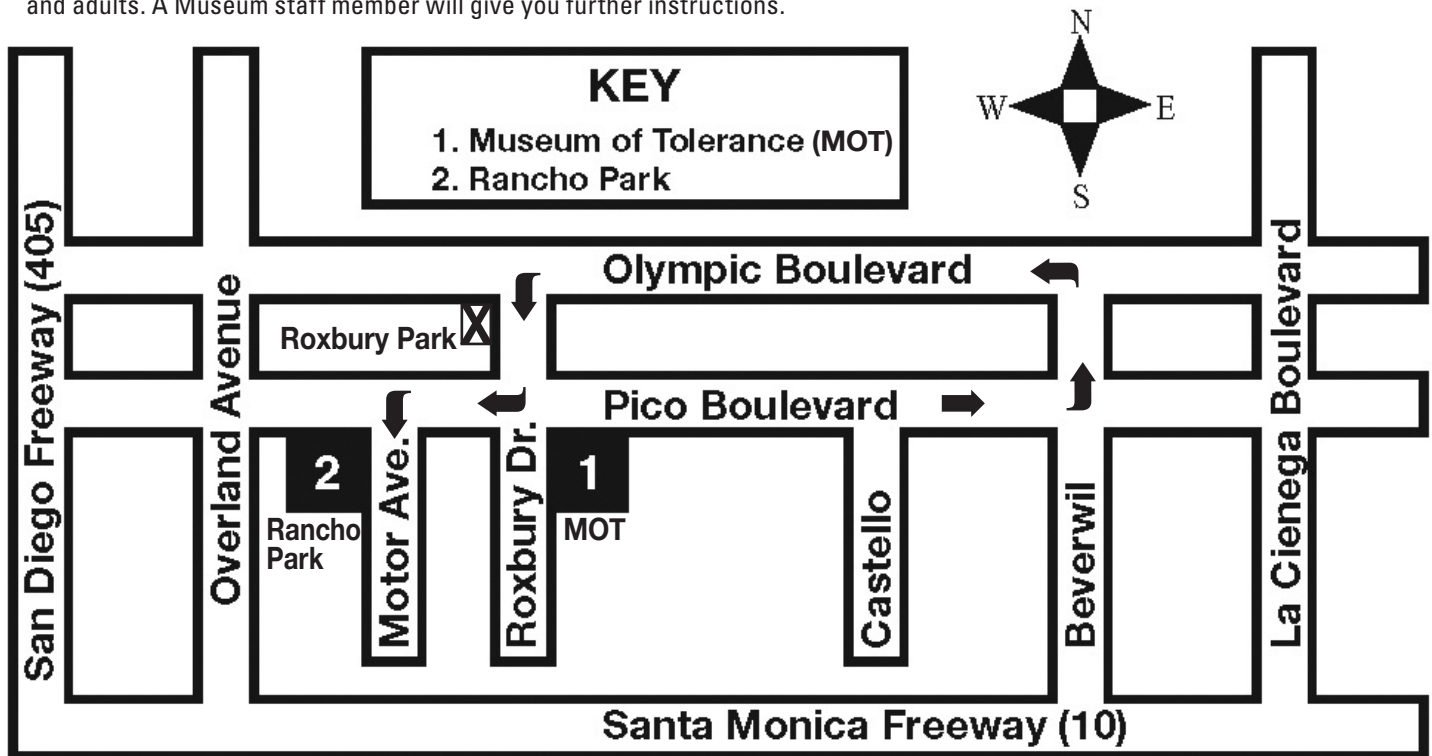 and adults. A Museum staff member will give you further instructions.
KEY
1. Museum of Tolerance (MOT)
2. Rancho Park
N
W
E
S
San Diego Freeway (405)
Overland Avenue
Olympic Boulevard
Roxbury Park
X
La Cienega Boulevard
Pico Boulevard
2
Rancho
Park
Motor Ave.
Roxbury Dr.
1
MOT
Castello
Beverwil
Santa Monica Freeway (10)